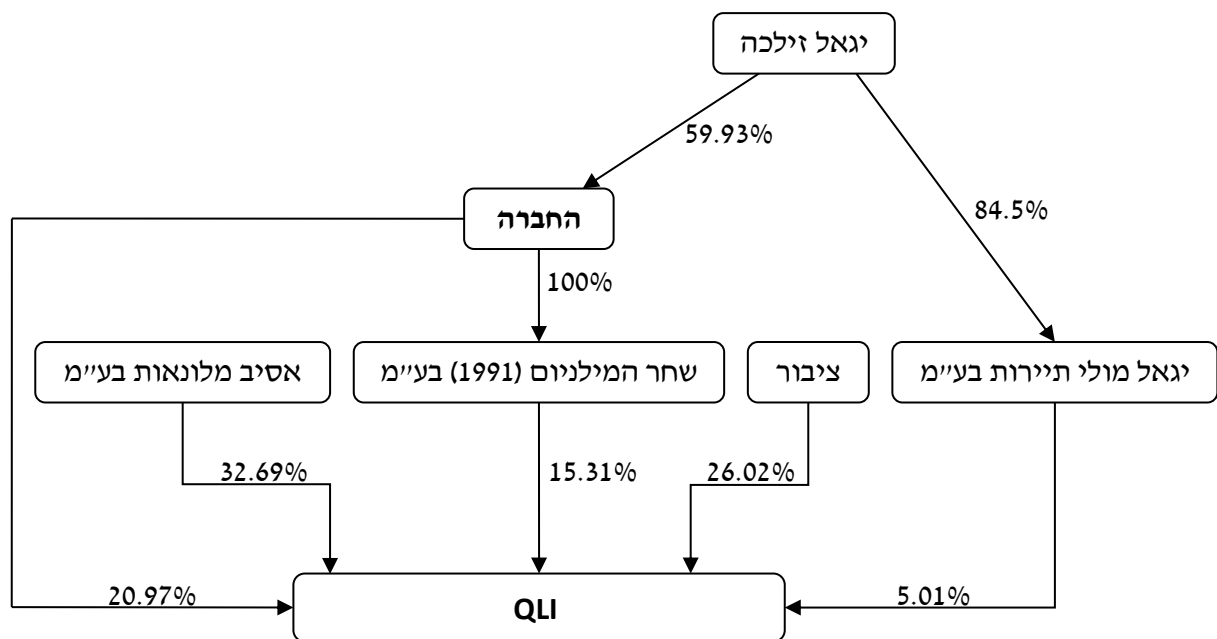 יגאל זילכה
59.93%
84.5%
החברה
100%
אסיב מלונאות בע״מ
שחר המילניום (1991) בע״מ
ציבור
יגאל מולי תיירות בע״מ
32.69%
15.31%
26.02%
20.97%
QLI
5.01%